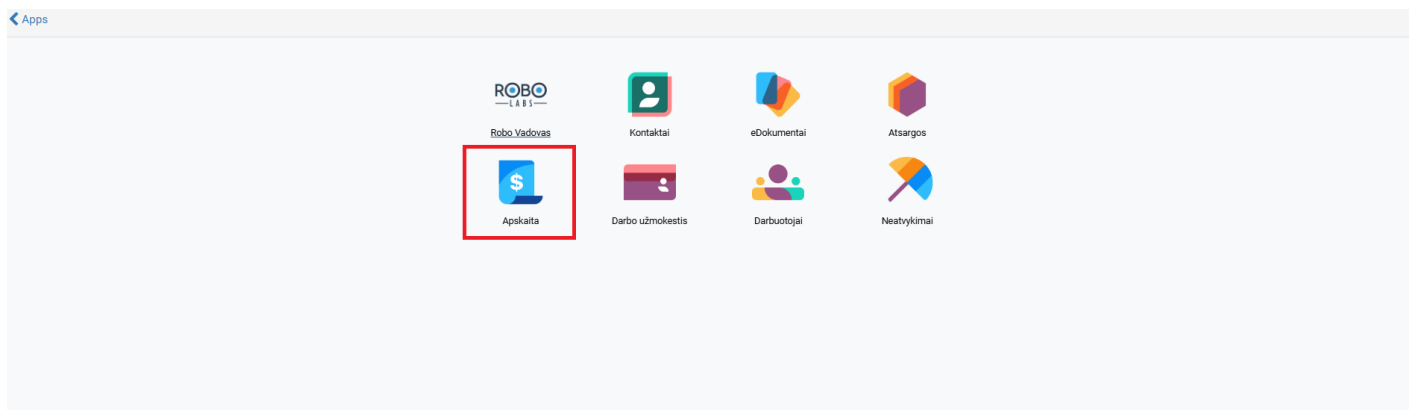 Apps
ROBO
LABS
Robo Vadovas
Kontaktai
eDokumentai
Atsargos
$
Apskaita
Darbo užmokestis
Darbuotojai
Neatvykimai